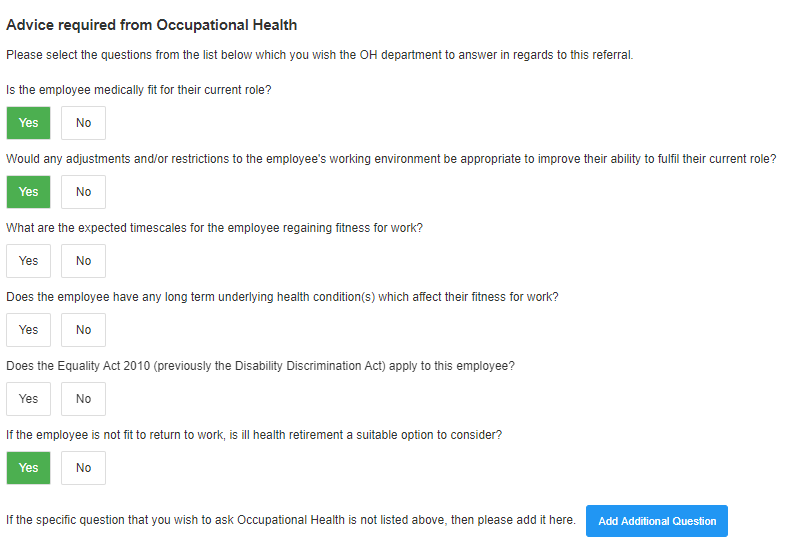 Advice required from Occupational Health
Please select the questions from the list below which you wish the OH department to answer in regards to this referral.
Is the employee medically fit for their current role?
Yes No
Would any adjustments and/or restrictions to the employee's working environment be appropriate to improve their ability to fulfil their current role?
Yes No
What are the expected timescales for the employee regaining fitness for work?
Yes No
Does the employee have any long term underlying health condition(s) which affect their fitness for work?
Yes No
Does the Equality Act 2010 (previously the Disability Discrimination Act) apply to this employee?
Yes No
If the employee is not fit to return to work, is ill health retirement a suitable option to consider?
Yes No
If the specific question that you wish to ask Occupational Health is not listed above, then please add it here. Add Additional Question